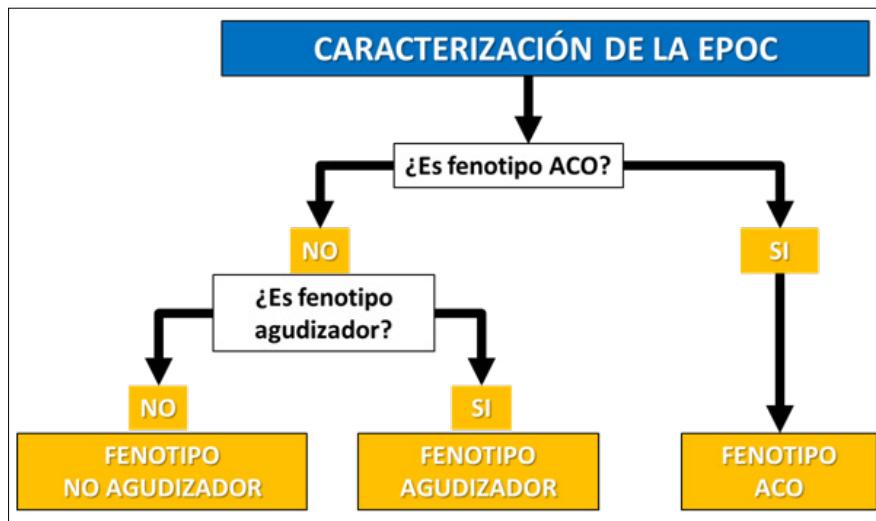 CARACTERIZACIÓN DE LA EPOC
¿Es fenotipo ACO?
NO
SI
¿Es fenotipo
agudizador?
NO
SI
FENOTIPO
NO AGUDIZADOR
FENOTIPO
AGUDIZADOR
FENOTIPO
ACO